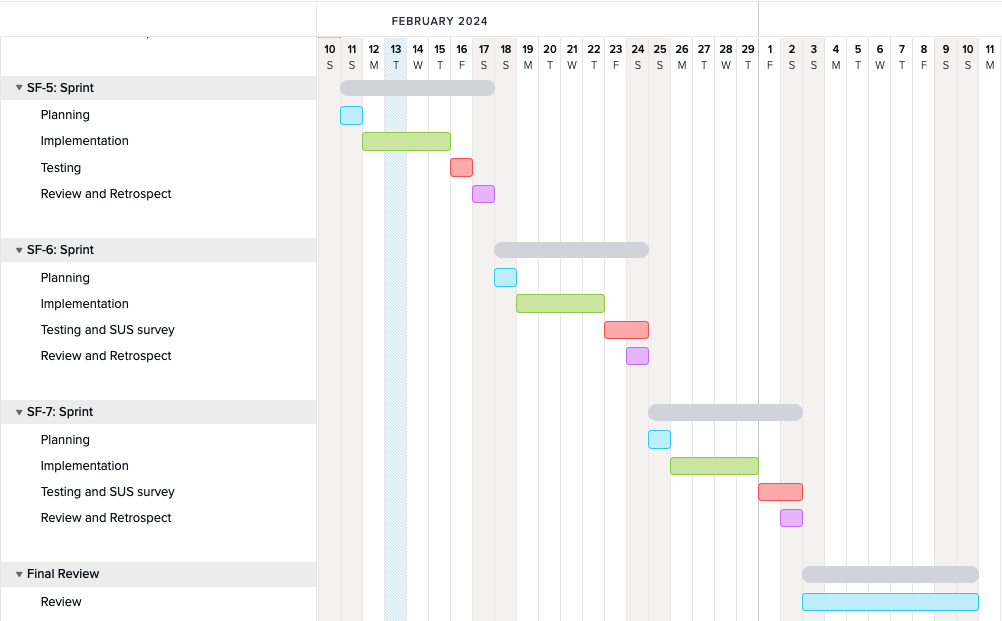 FEBRUARY 2024
10 11 12 13 14 15 16 17 18 19 20 21 22 23 24 25 26 27 28 29 1 2 3 4 5 6 7 8 9 10 11
S S M T W T F S S M T W T F S S M T W T F S S M T W T F S S M
SF-5: Sprint
Planning
Implementation
Testing
Review and Retrospect
SF-6: Sprint
Planning
Implementation
Testing and SUS survey
Review and Retrospect
SF-7: Sprint
Planning
Implementation
Testing and SUS survey
Review and Retrospect
Final Review
Review